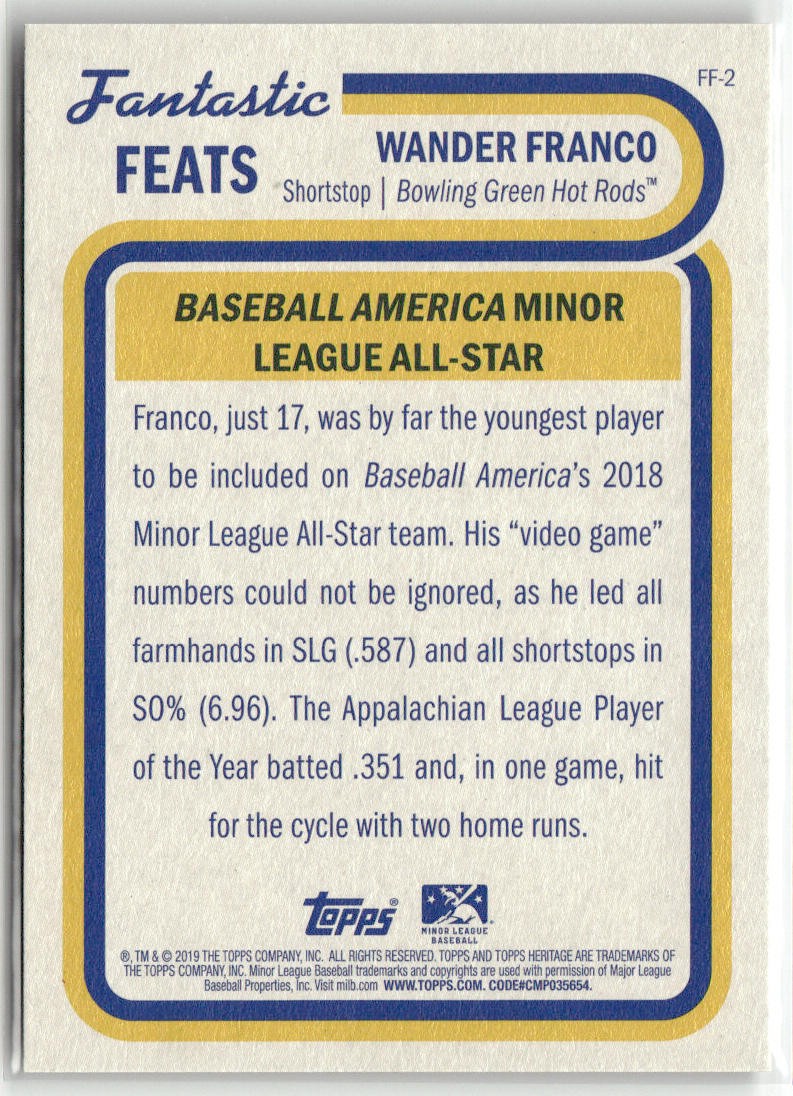 FF-2
Fantastic
FEATS
WANDER FRANCO
Shortstop | Bowling Green Hot Rods™
BASEBALL AMERICA MINOR
LEAGUE ALL-STAR
Franco, just 17, was by far the youngest player
to be included on Baseball America's 2018
Minor League All-Star team. His “video game”
numbers could not be ignored, as he led all
farmhands in SLG (.587) and all shortstops in
SO% (6.96). The Appalachian League Player
of the Year batted .351 and, in one game, hit
for the cycle with two home runs.
Topps®
MINOR LEAGUE
BASEBALL
®, TM & © 2019 THE TOPPS COMPANY, INC. ALL RIGHTS RESERVED. TOPPS AND TOPPS HERITAGE ARE TRADEMARKS OF
THE TOPPS COMPANY, INC. Minor League Baseball trademarks and copyrights are used with permission of Major League
Baseball Properties, Inc. Visit milb.com WWW.TOPPS.COM. CODE#CMP035654.